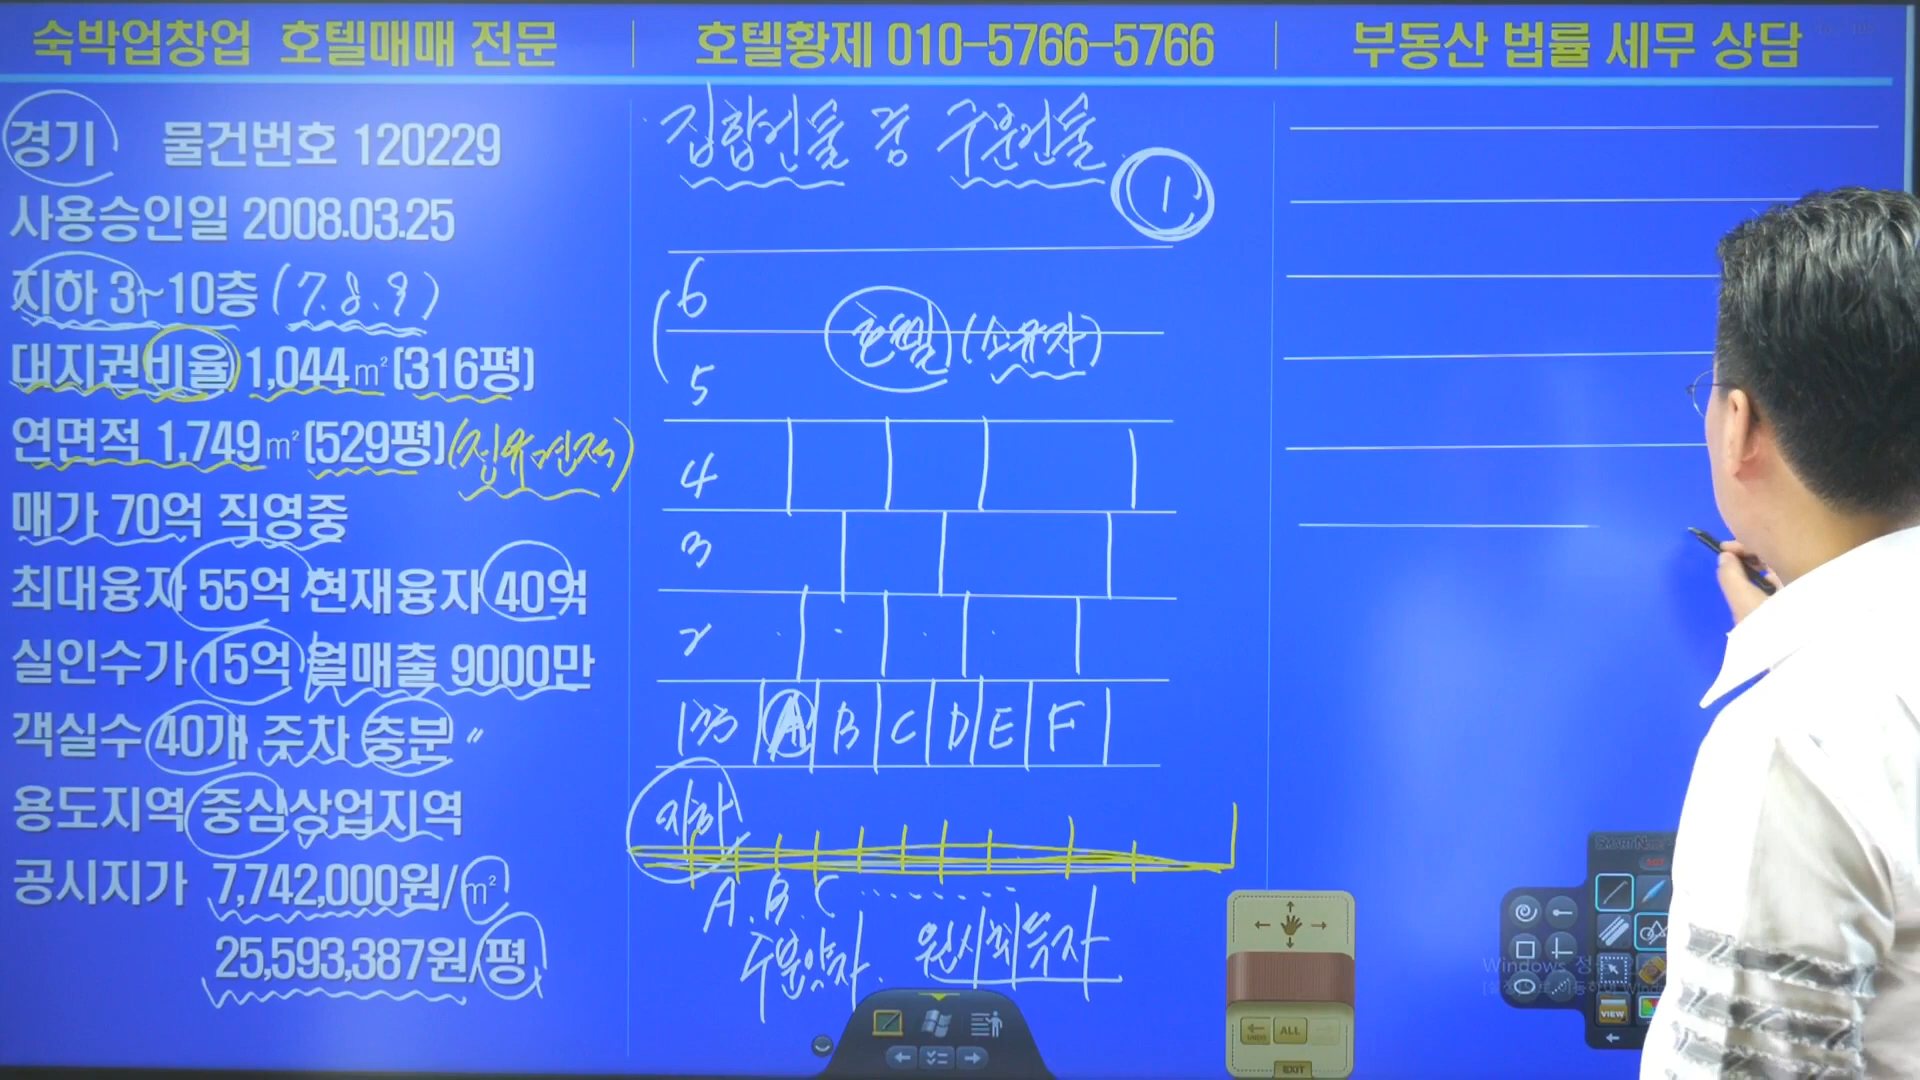 숙박업창업 호텔매매 전문
호텔황제 010-5766-5766
부동산 법률 세무 상담
경기 물건번호 120229
사용승인일 2008.03.25
지하 3~10층 (7.8.9)
대지권비율 1,044㎡(316평)
연면적 1,749㎡(529평)
매가 70억 직영중
최대융자 55억 현재융자 40억
실인수가 15억 월매출 9000만
객실수 40개 주차 충분
용도지역 중심상업지역
공시지가 7,742,000원/㎡
25,593,387원/평
집합건물 중 구분건물
1
6
호텔 (소유자)
5
4
3
2
1층 A B C D E F
지하
A. B. C
원시취득자
UNDO
ALL
EXIT
VIEW